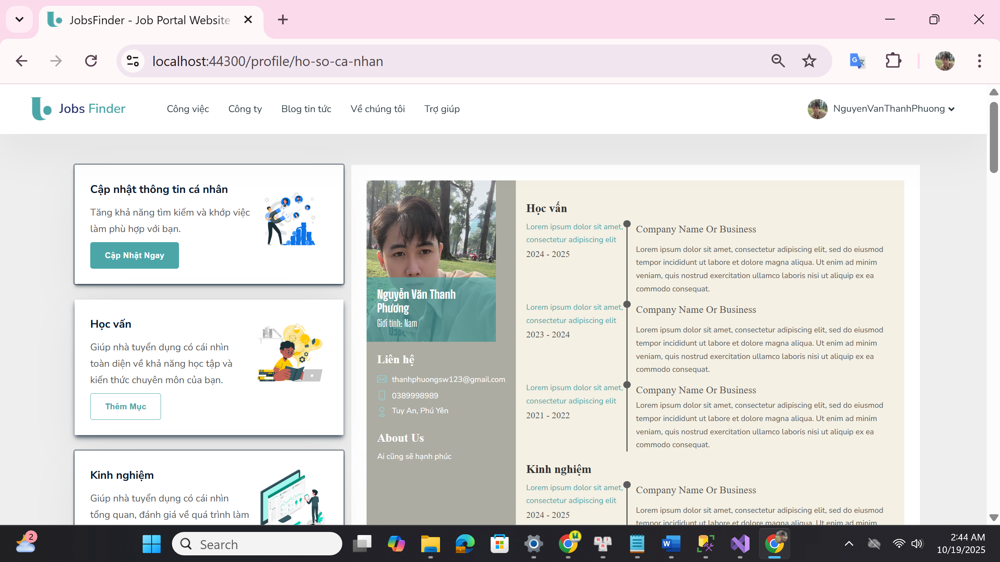 JobsFinder - Job Portal Website
localhost:44300/profile/ho-so-ca-nhan
Jobs Finder
Công việc
Công ty
Blog tin tức
Về chúng tôi
Trợ giúp
NguyenVanThanhPhuong
Cập nhật thông tin cá nhân
Tăng khả năng tìm kiếm và khớp việc
làm phù hợp với bạn.
Cập Nhật Ngay
Học vấn
Giúp nhà tuyển dụng có cái nhìn
toàn diện về khả năng học tập và
kiến thức chuyên môn của bạn.
Thêm Mục
Kinh nghiệm
Giúp nhà tuyển dụng có cái nhìn
tổng quan, đánh giá về quá trình làm
Nguyễn Văn Thanh
Phương
Giới tính: Nam
Liên hệ
thanhphuongsw123@gmail.com
0389998989
Tuy An, Phú Yên
About Us
Ai cũng sẽ hạnh phúc
Học vấn
Lorem ipsum dolor sit amet,
consectetur adipiscing elit
2024 - 2025
Company Name Or Business
Lorem ipsum dolor sit amet, consectetur adipiscing elit, sed do eiusmod
tempor incididunt ut labore et dolore magna aliqua. Ut enim ad minim
veniam, quis nostrud exercitation ullamco laboris nisi ut aliquip ex ea
commodo consequat.
Lorem ipsum dolor sit amet,
consectetur adipiscing elit
2023 - 2024
Company Name Or Business
Lorem ipsum dolor sit amet, consectetur adipiscing elit, sed do eiusmod
tempor incididunt ut labore et dolore magna aliqua. Ut enim ad minim
veniam, quis nostrud exercitation ullamco laboris nisi ut aliquip ex ea
commodo consequat.
Lorem ipsum dolor sit amet,
consectetur adipiscing elit
2021 - 2022
Company Name Or Business
Lorem ipsum dolor sit amet, consectetur adipiscing elit, sed do eiusmod
tempor incididunt ut labore et dolore magna aliqua. Ut enim ad minim
veniam, quis nostrud exercitation ullamco laboris nisi ut aliquip ex ea
commodo consequat.
Kinh nghiệm
Lorem ipsum dolor sit amet,
consectetur adipiscing elit
2024 - 2025
Company Name Or Business
Lorem ipsum dolor sit amet, consectetur adipiscing elit, sed do eiusmod
tempor incididunt ut labore et dolore magna aliqua. Ut enim ad minim
2
Search
2:44 AM
10/19/2025